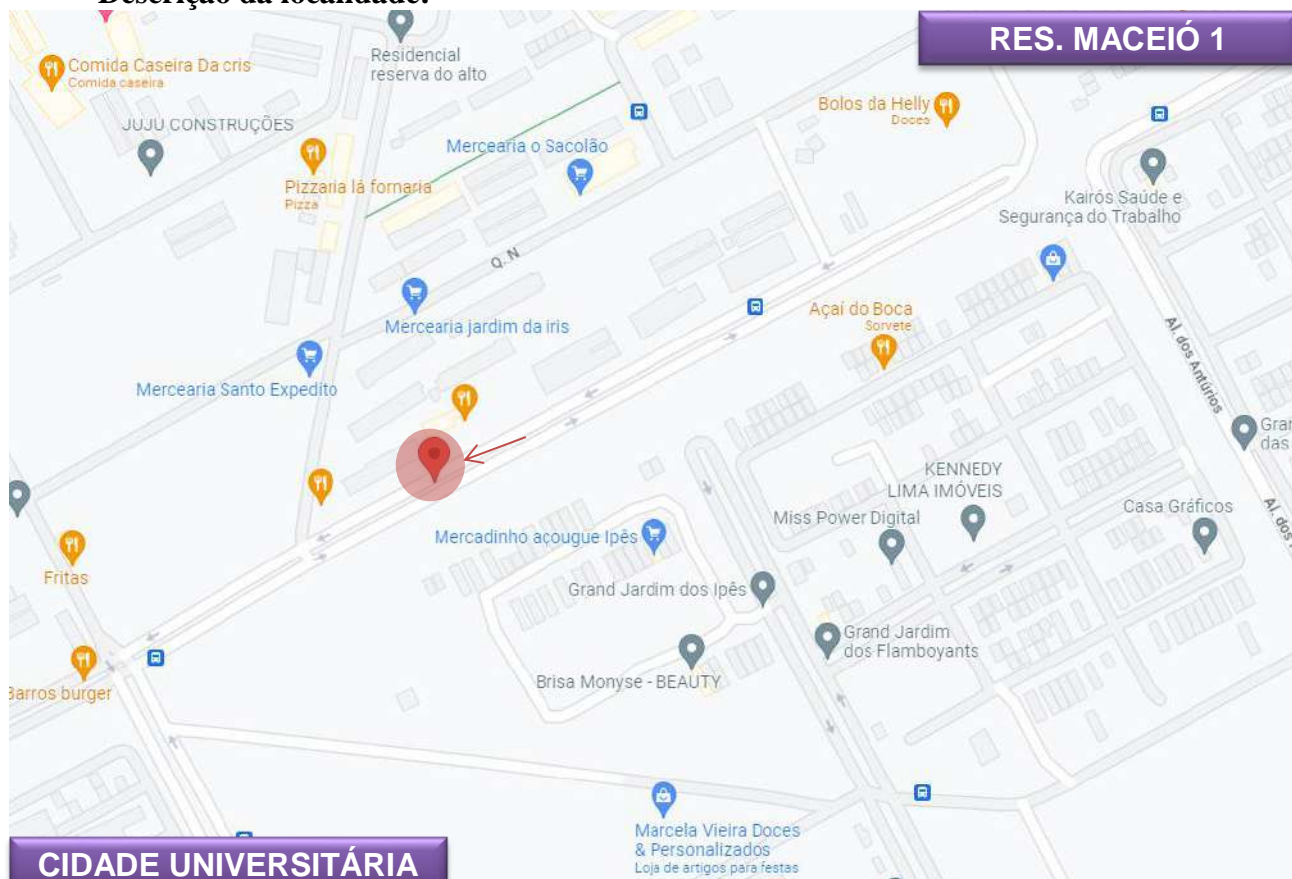 Descrição da localidade:
RES. MACEIÓ 1
Comida Caseira Da cris
Comida caseira
Residencial
reserva do alto
JUJU CONSTRUÇÕES
Bolos da Helly
Doces
Mercearia o Sacolão
Pizzaria lá fornaria
Pizza
Kairós Saúde e
Segurança do Trabalho
Q. N
Mercearia jardim da iris
Açaí do Boca
Sorvete
Al. dos Antúrios
Mercearia Santo Expedito
Gran
das
KENNEDY
LIMA IMÓVEIS
Casa Gráficos
Al. dos
Miss Power Digital
Mercadinho açougue Ipês
Fritas
Grand Jardim dos Ipês
Grand Jardim
dos Flamboyants
Barros burger
Brisa Monyse - BEAUTY
Marcela Vieira Doces
& Personalizados
Loja de artigos para festas
CIDADE UNIVERSITÁRIA